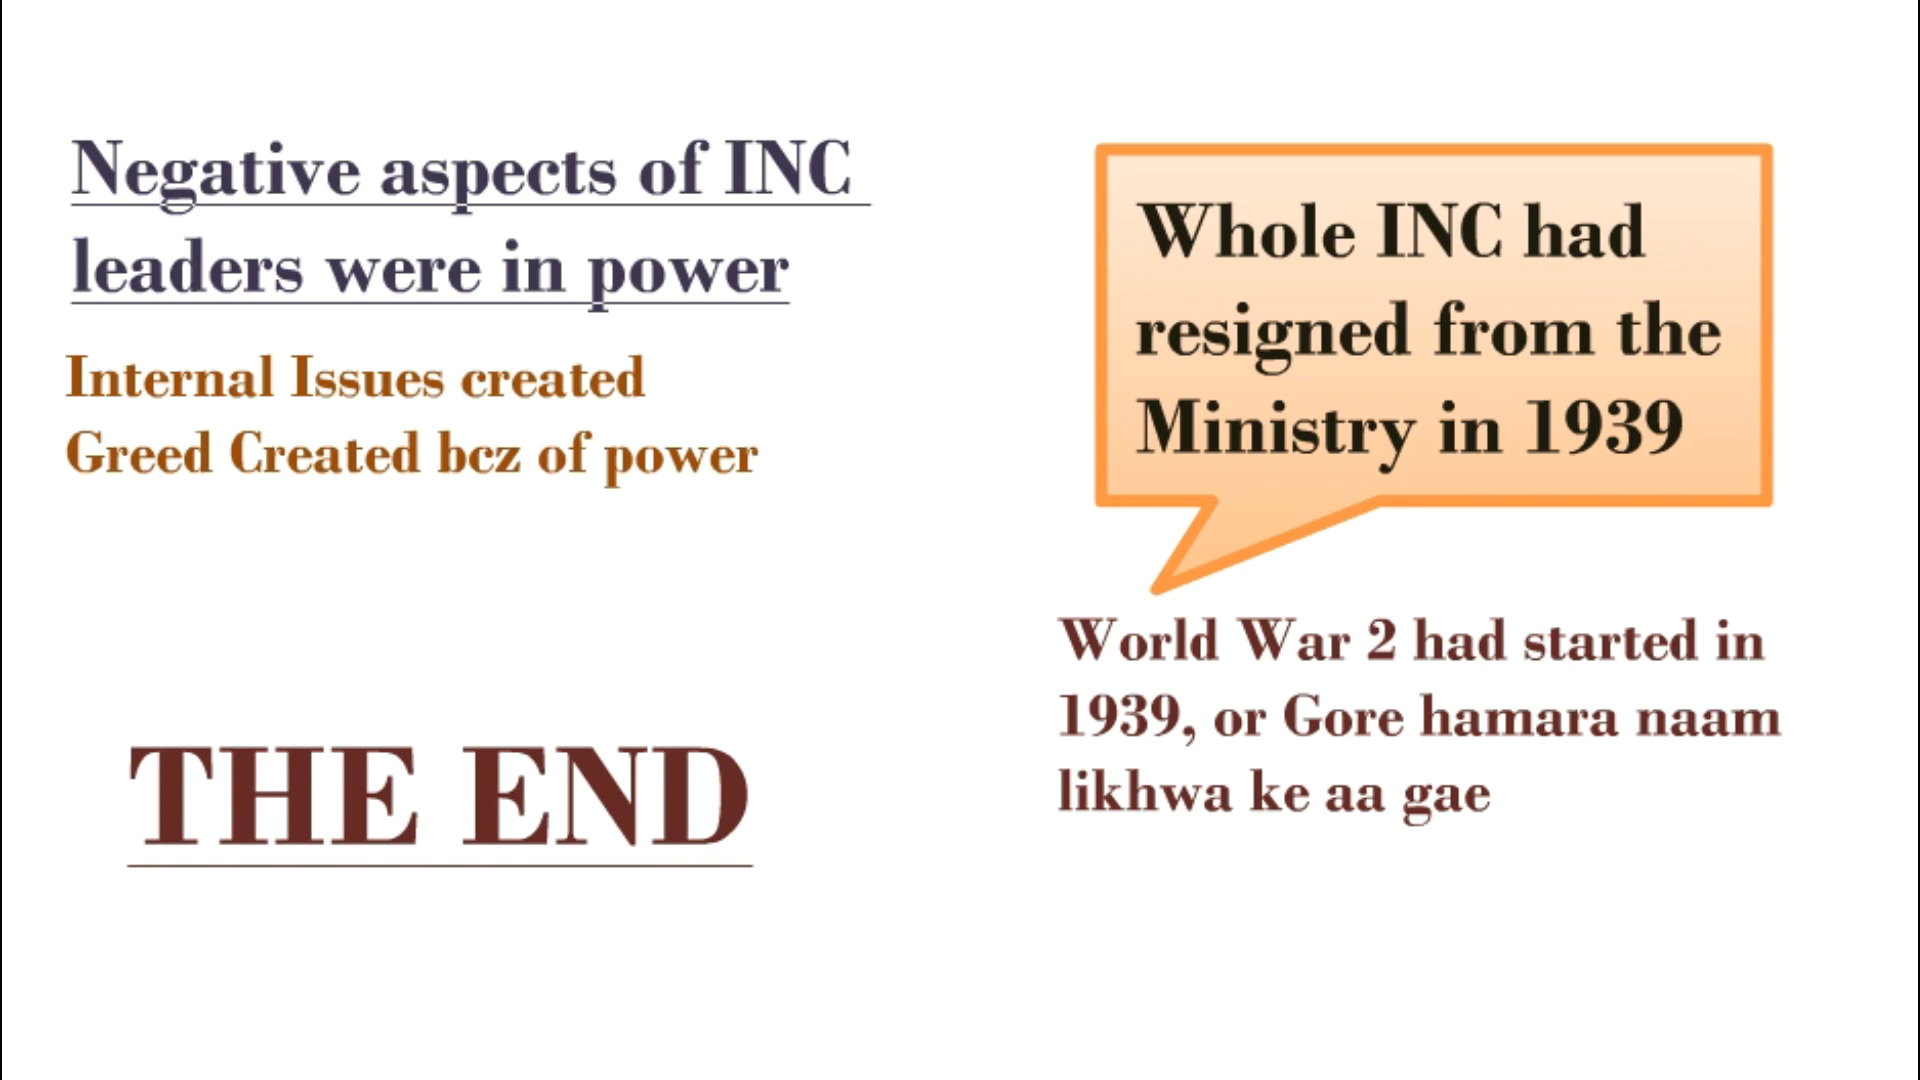 Negative aspects of INC
leaders were in power
Internal Issues created
Greed Created bcz of power
THE END
Whole INC had
resigned from the
Ministry in 1939
World War 2 had started in
1939, or Gore hamara naam
likhwa ke aa gae